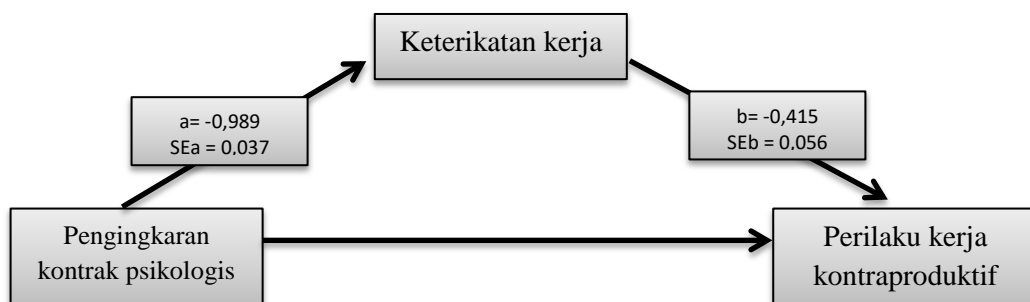 Keterikatan kerja
a= -0,989
SEa = 0,037
b= -0,415
SEb = 0,056
Pengingkaran
kontrak psikologis
Perilaku kerja
kontraproduktif